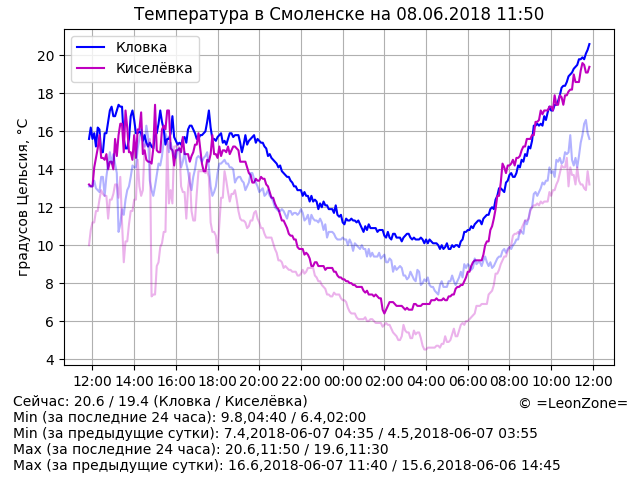 Температура в Смоленске на 08.06.2018 11:50
Кловка
Киселёвка
градусов Цельсия, °C
20
18
16
14
12
10
8
6
4
12:00 14:00 16:00 18:00 20:00 22:00 00:00 02:00 04:00 06:00 08:00 10:00 12:00
Сейчас: 20.6 / 19.4 (Кловка / Киселёвка)
© =LeonZone=
Min (за последние 24 часа): 9.8,04:40 / 6.4,02:00
Min (за предыдущие сутки): 7.4,2018-06-07 04:35 / 4.5,2018-06-07 03:55
Max (за последние 24 часа): 20.6,11:50 / 19.6,11:30
Max (за предыдущие сутки): 16.6,2018-06-07 11:40 / 15.6,2018-06-06 14:45